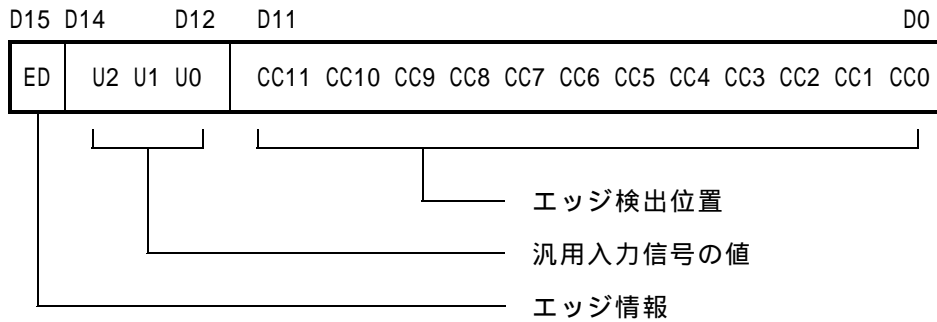 D15 D14 D12 D11 D0
ED U2 U1 U0 CC11 CC10 CC9 CC8 CC7 CC6 CC5 CC4 CC3 CC2 CC1 CC0
エッジ検出位置
汎用入力信号の値
エッジ情報